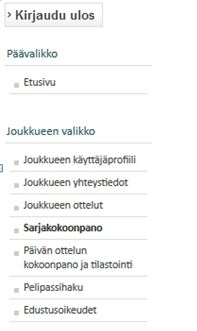 › Kirjaudu ulos
Päävalikko
Etusivu
Joukkueen valikko
Joukkueen käyttäjäprofiili
Joukkueen yhteystiedot
Joukkueen ottelut
Sarjakokoonpano
Päivän ottelun
kokoonpano ja tilastointi
Pelipassihaku
Edustusoikeudet